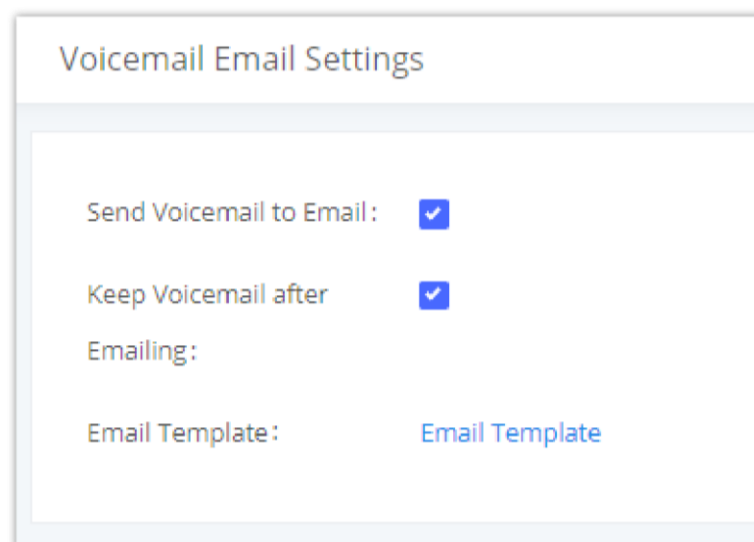 Voicemail Email Settings
Send Voicemail to Email:
Keep Voicemail after
Emailing:
Email Template: Email Template